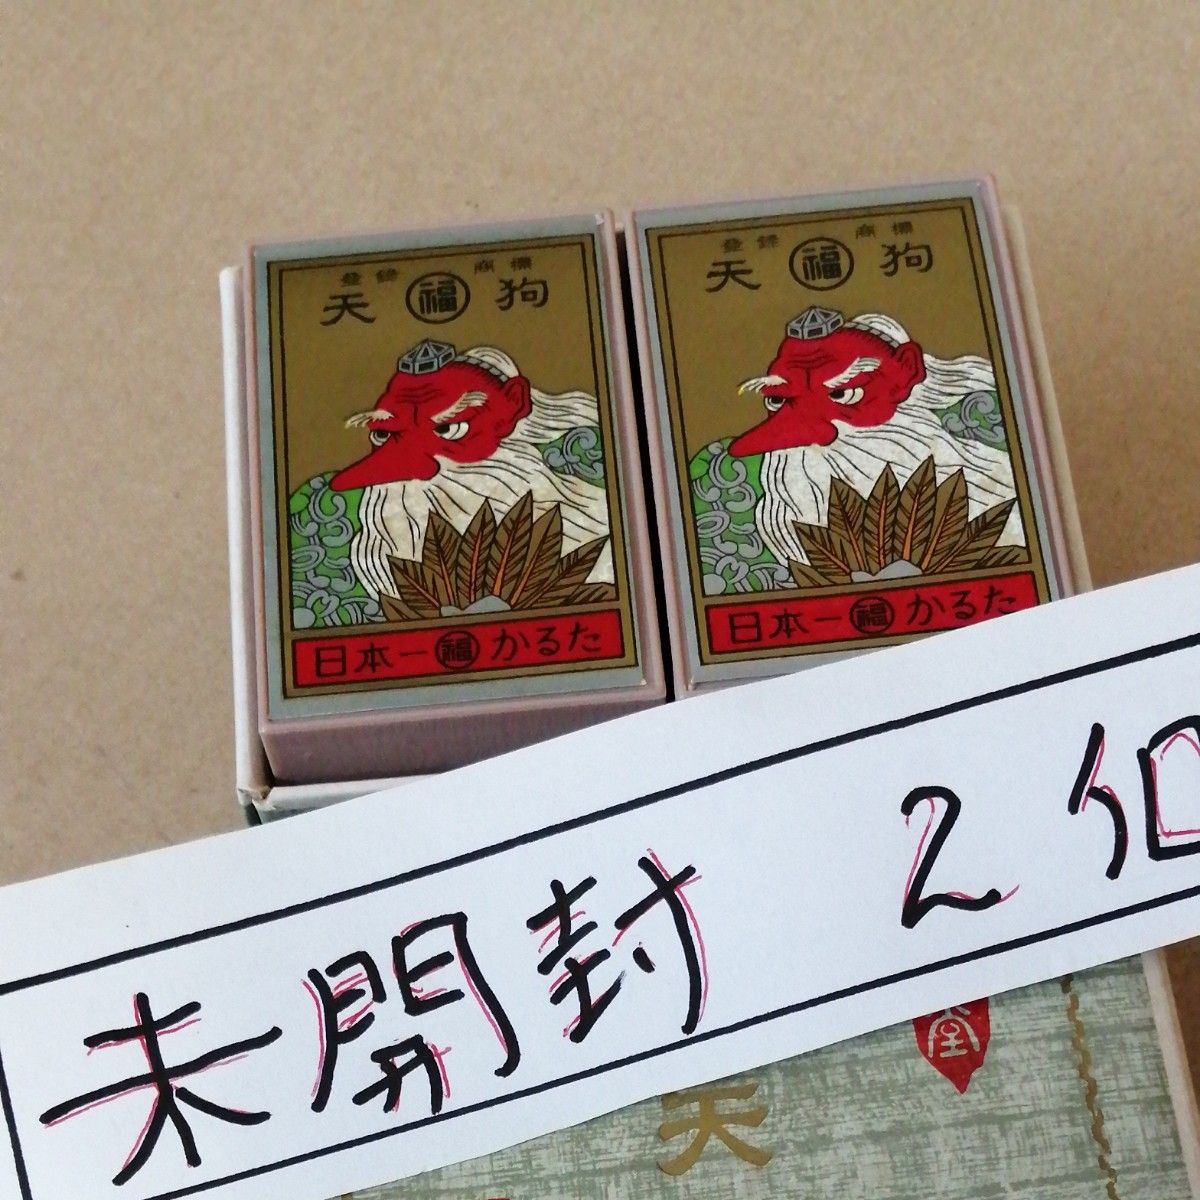 登録 商標
天 福 狗
日本一 福 かるた
登録 商標
天 福 狗
日本一 福 かるた
未開封 2個
堂
天